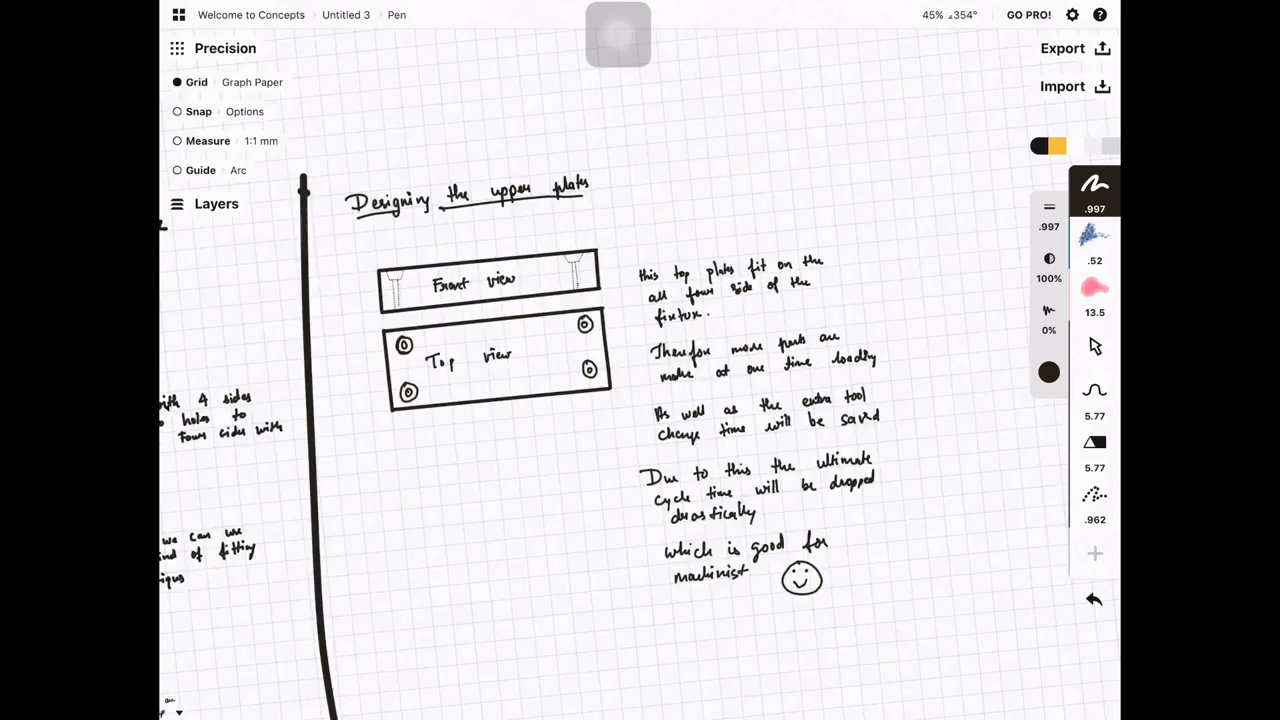 Welcome to Concepts › Untitled 3 › Pen
45% ⊿354°
GO PRO!
Precision
Export
Import
Grid › Graph Paper
Snap › Options
Measure › 1:1 mm
Guide › Arc
Layers
.997
.52
13.5
5.77
5.77
.962
.997
100%
0%
Designing the upper plates
Front view
Top view
this top plates fit on the
all four side of the
fixture.
Therefor more parts are
make at one time loading
As well as the extra tool
change time will be saved
Due to this the ultimate
cycle time will be dropped
drastically
which is good for
machinist
with 4 sides
holes to
four sides with
we can use
kind of fitting